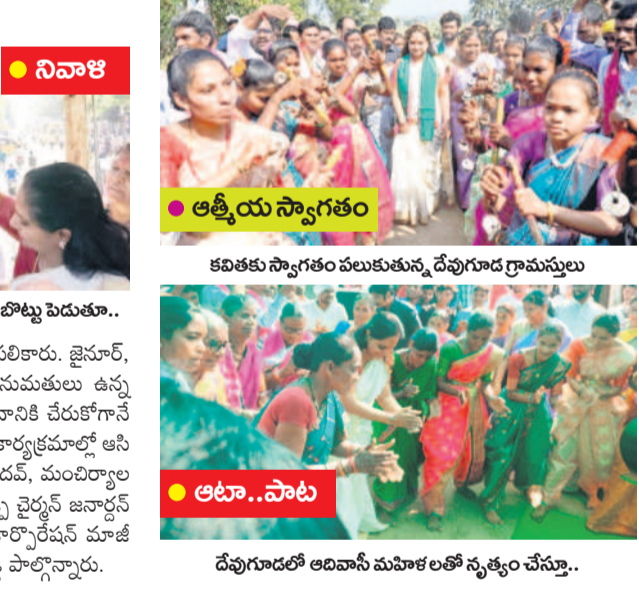 నివాళి
బొట్టు పెడుతూ..
పలికారు. జైనూర్,
నుమతులు ఉన్న
చానికి చేరుకోగానే
కార్యక్రమాల్లో ఆసి
దవ్, మంచిర్యాల
చైర్మన్ జనార్దన్
ర్పొరేషన్ మాజీ
పాల్గొన్నారు.
ఆత్మీయ స్వాగతం
కవితకు స్వాగతం పలుకుతున్న దేవుగూడ గ్రామస్తులు
ఆటా..పాట
దేవుగూడలో ఆదివాసీ మహిళలతో నృత్యం చేస్తూ..